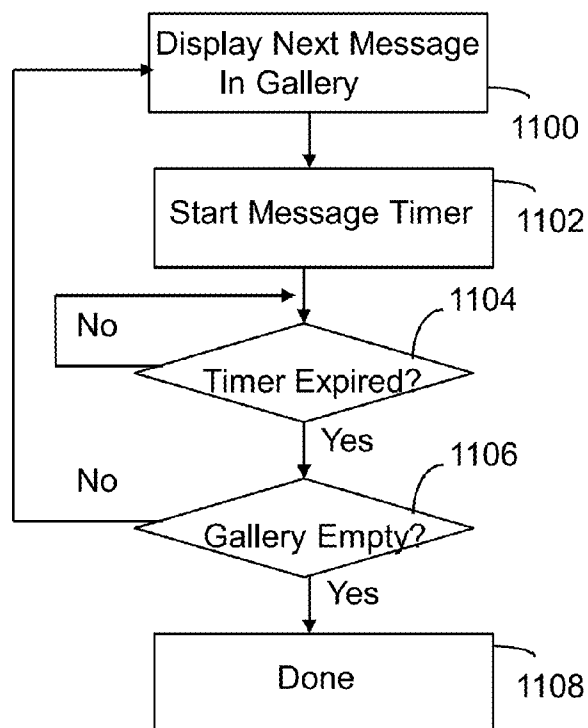 Display Next Message
In Gallery
1100
Start Message Timer
1102
1104
No
Timer Expired?
Yes
1106
No
Gallery Empty?
Yes
Done
1108